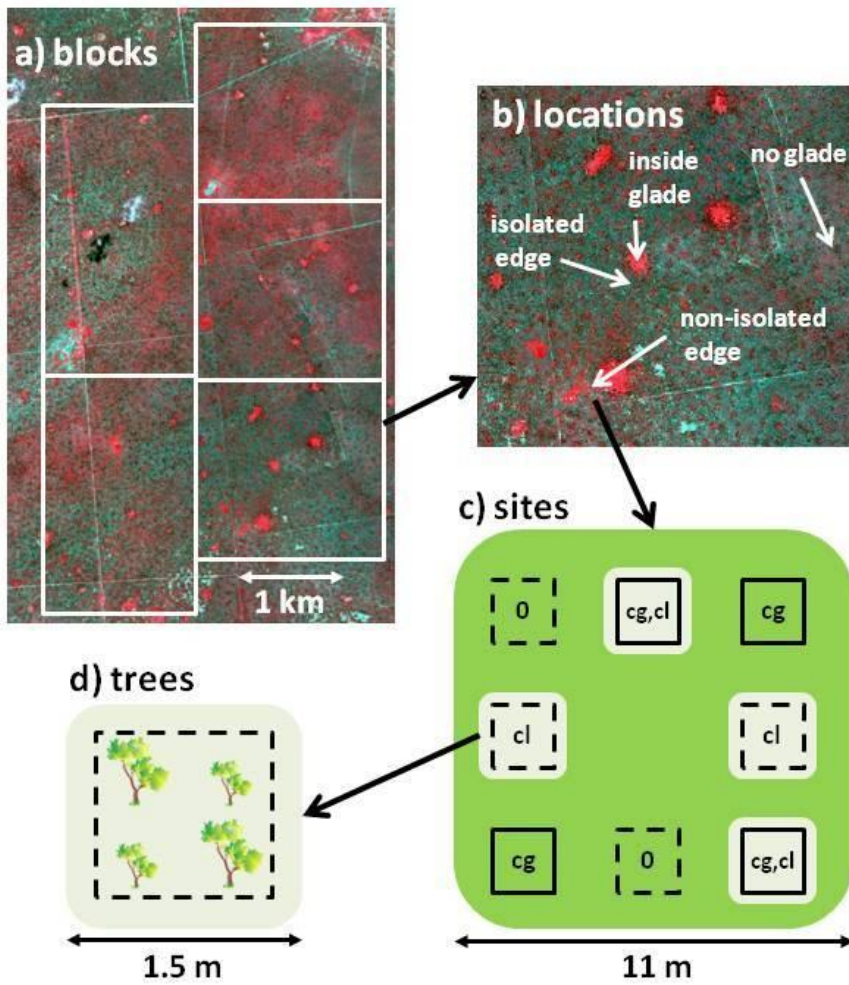 a) blocks
1 km
b) locations
inside
glade
no glade
isolated
edge
non-isolated
edge
c) sites
0
cg,cl
cg
cl
cl
cg
0
cg,cl
11 m
d) trees
1.5 m